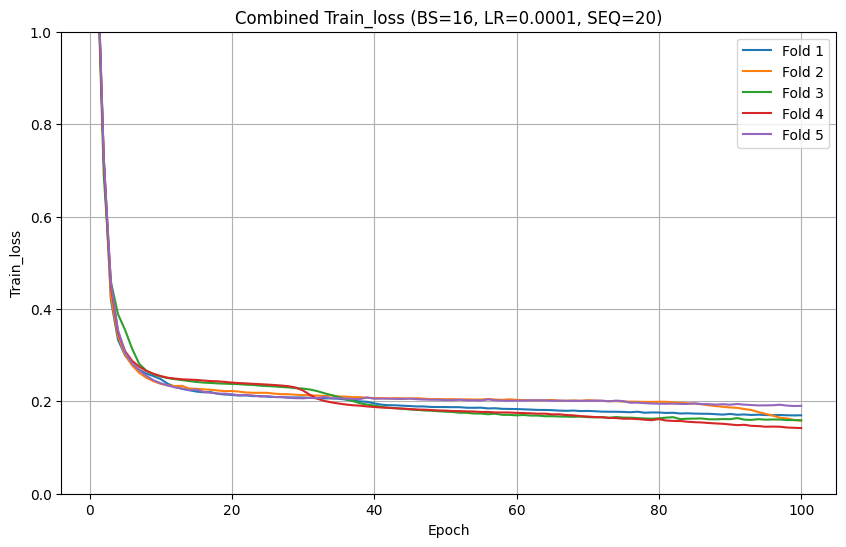 Combined Train_loss (BS=16, LR=0.0001, SEQ=20)
Fold 1
Fold 2
Fold 3
Fold 4
Fold 5
Train_loss
1.0
0.8
0.6
0.4
0.2
0.0
0 20 40 60 80 100
Epoch